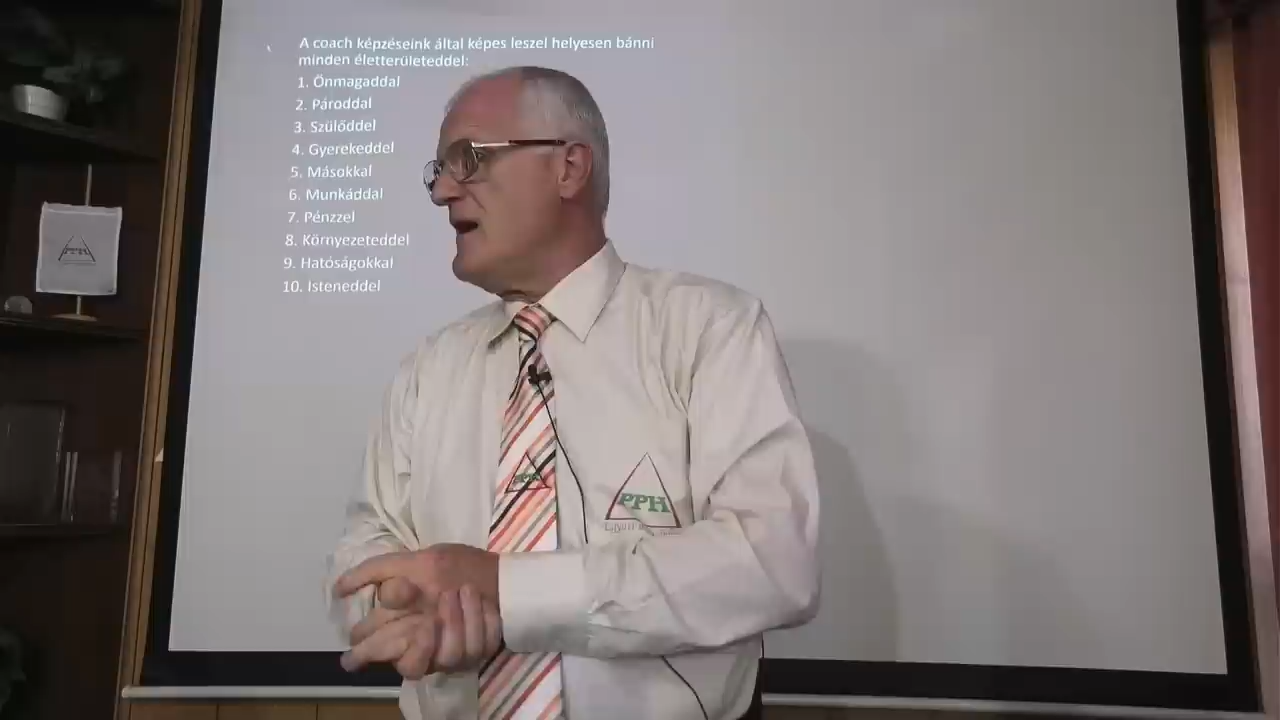 A coach képzéseink által képes leszel helyesen bánni
minden életterületeddel:
1. Önmagaddal
2. Pároddal
3. Szülőddel
4. Gyerekeddel
5. Másokkal
6. Munkáddal
7. Pénzzel
8. Környezeteddel
9. Hatóságokkal
10. Isteneddel
PPH